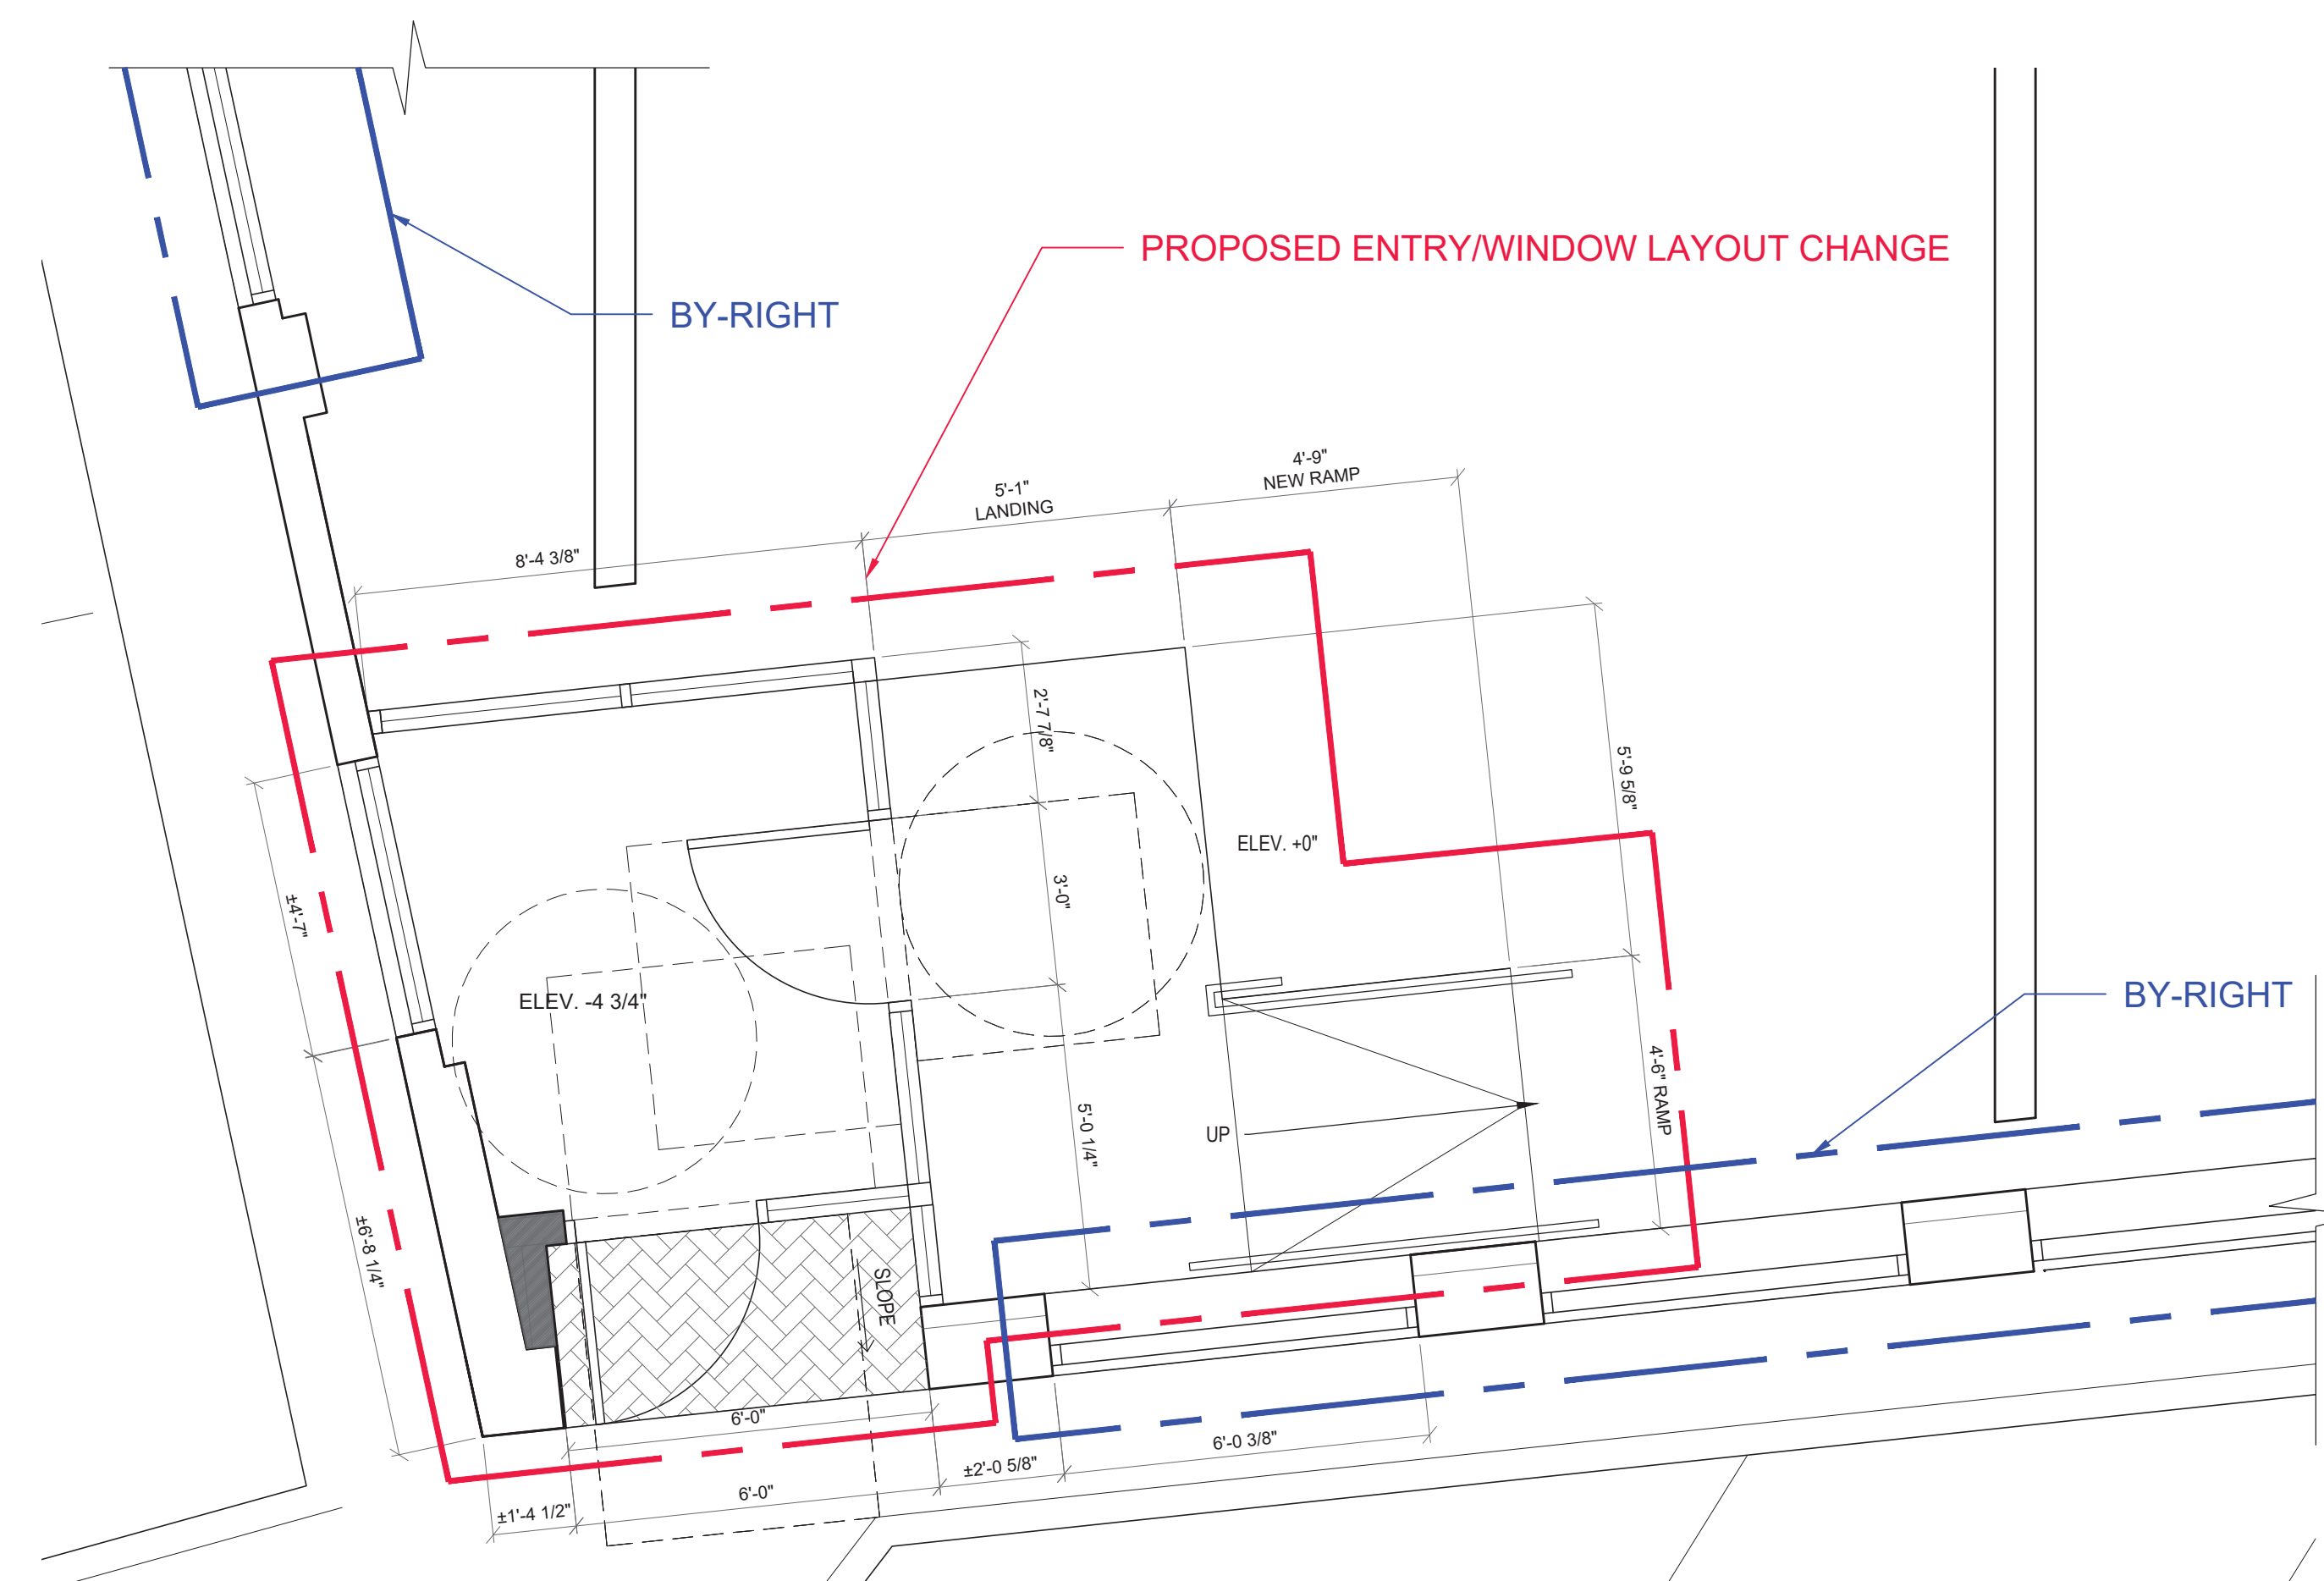 PROPOSED ENTRY/WINDOW LAYOUT CHANGE
BY-RIGHT
4'-9"
NEW RAMP
5'-1"
LANDING
8'-4 3/8"
2'-7 7/8"
5'-9 5/8"
ELEV. +0"
3'-0"
±4'-7"
ELEV. -4 3/4"
BY-RIGHT
4'-6" RAMP
5'-0 1/4"
UP
±6'-8 1/4"
SLOPE
6'-0"
6'-0 3/8"
±2'-0 5/8"
6'-0"
±1'-4 1/2"